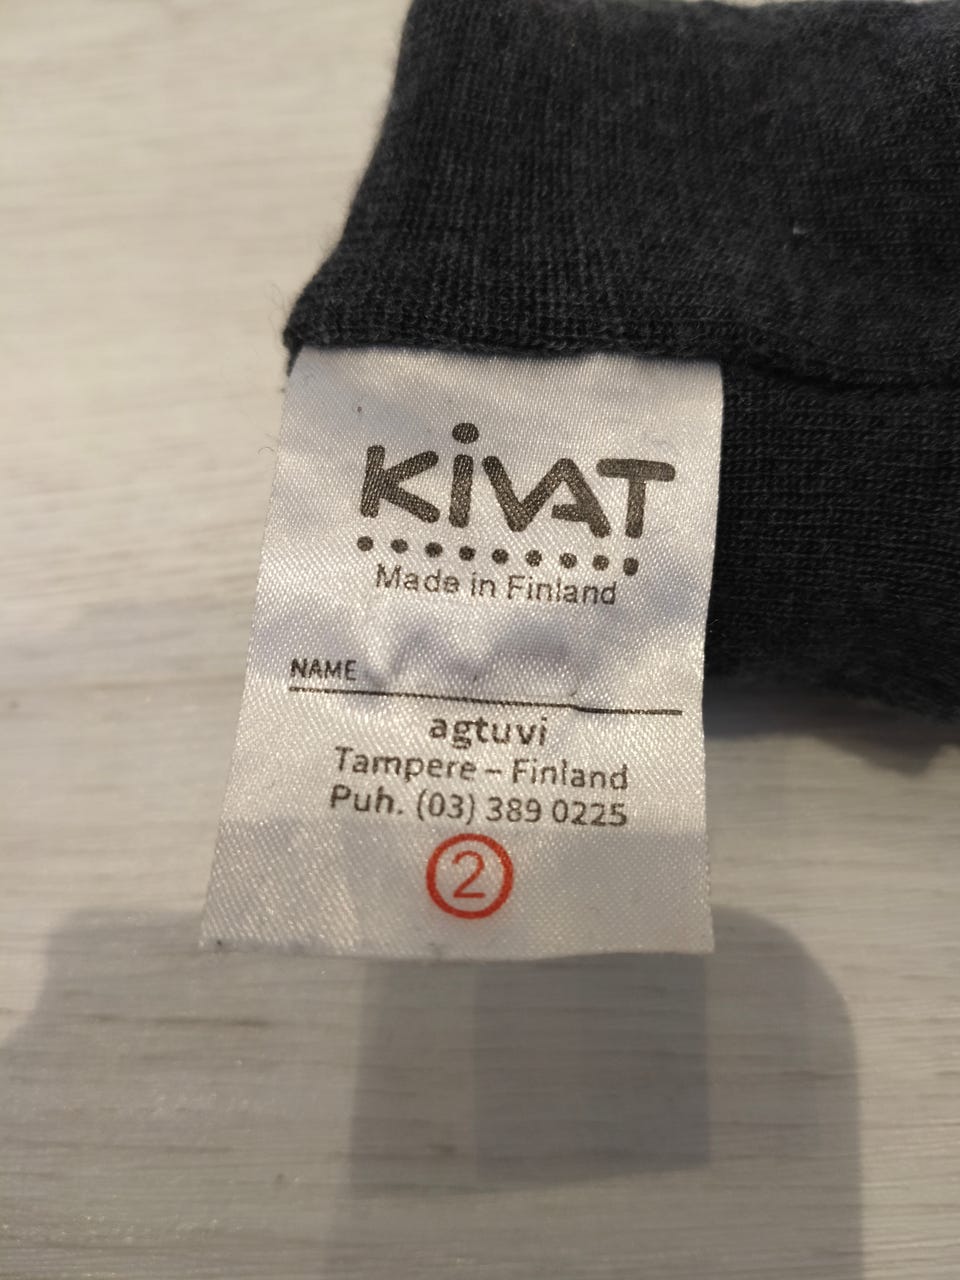 KiVAT
Made in Finland
NAME
agtuvi
Tampere – Finland
Puh. (03) 389 0225
2